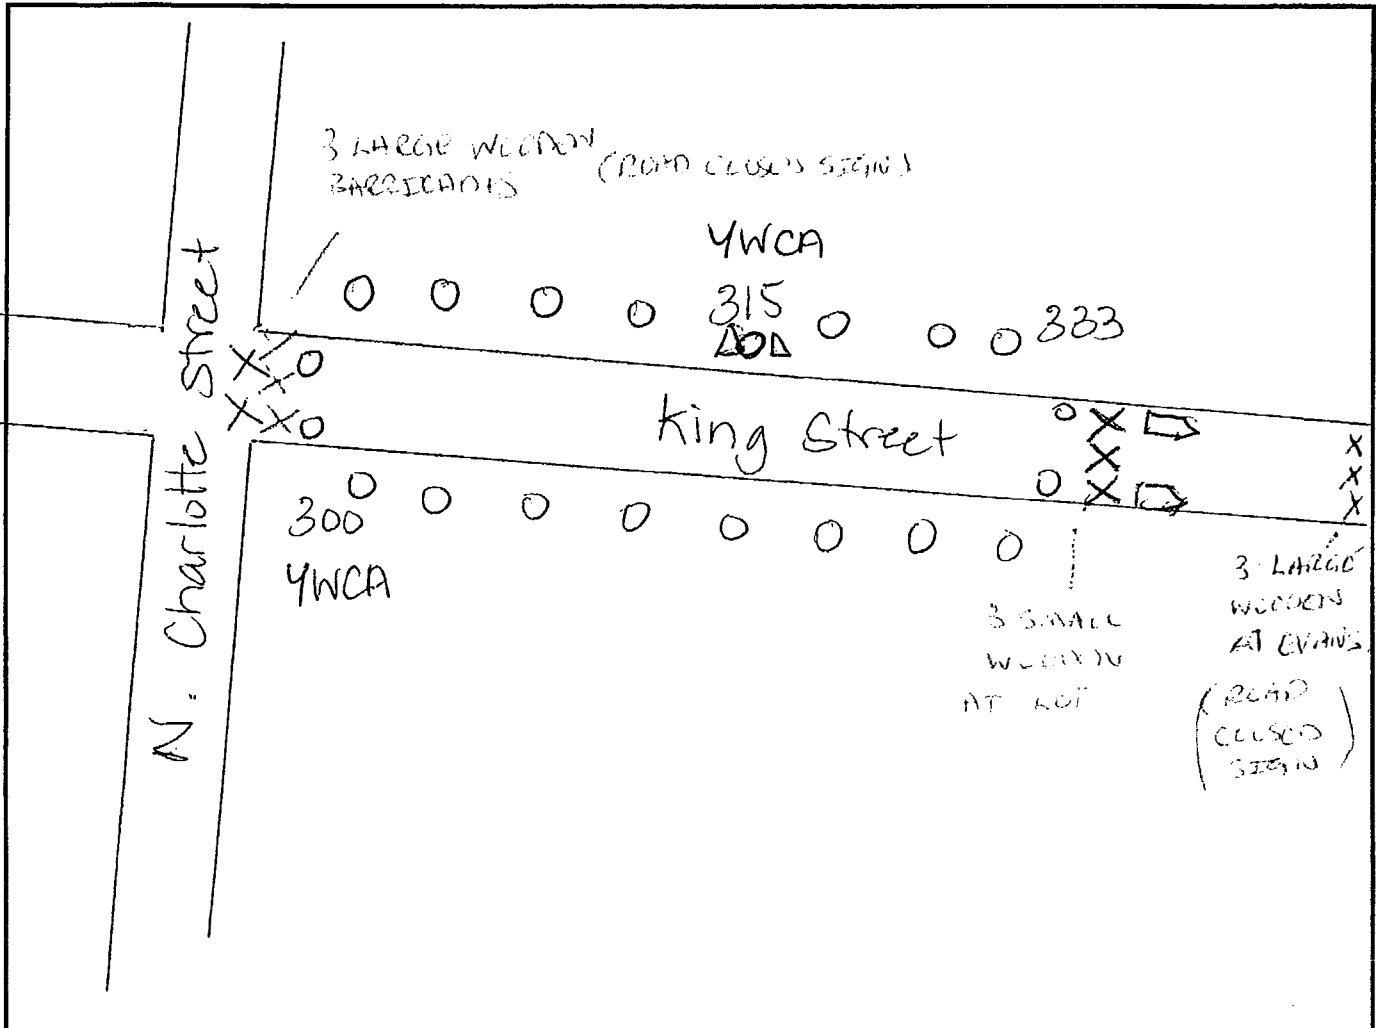 3 LARGE WOODEN
BARRICADES
(ROAD CLOSED SIGN)
YWCA
315
333
N. Charlotte Street
King Street
300
YWCA
3 SMALL
WOODEN
AT LOT
3 LARGE
WOODEN
AT EVANS
(ROAD
CLOSED
SIGN)